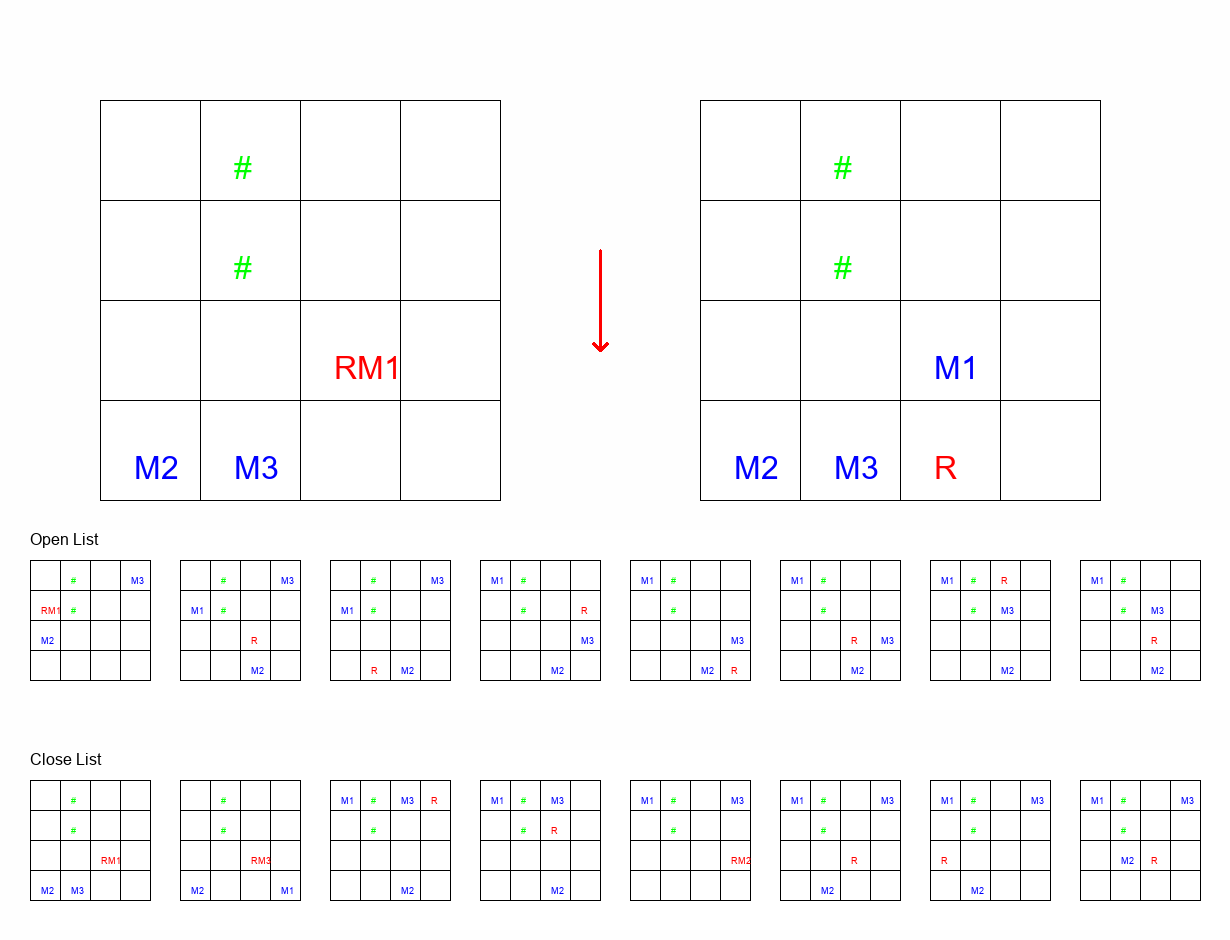 # #
# #
RM1 M1
M2 M3 M2 M3 R
Open List
# M3 # M3 # M3 M1 # M1 # M1 # M1 # R M1 #
RM1 # M1 # M1 # # R # # # M3 # M3
M2 R M3 M3 R M3 R
M2 R M2 M2 M2 R M2 M2 M2
Close List
# # M1 # M3 R M1 # M3 M1 # M3 M1 # M3 M1 # M3 M1 # M3
# # # # R # # # #
RM1 RM3 RM2 R R M2 R
M2 M3 M2 M1 M2 M2 M2 M2